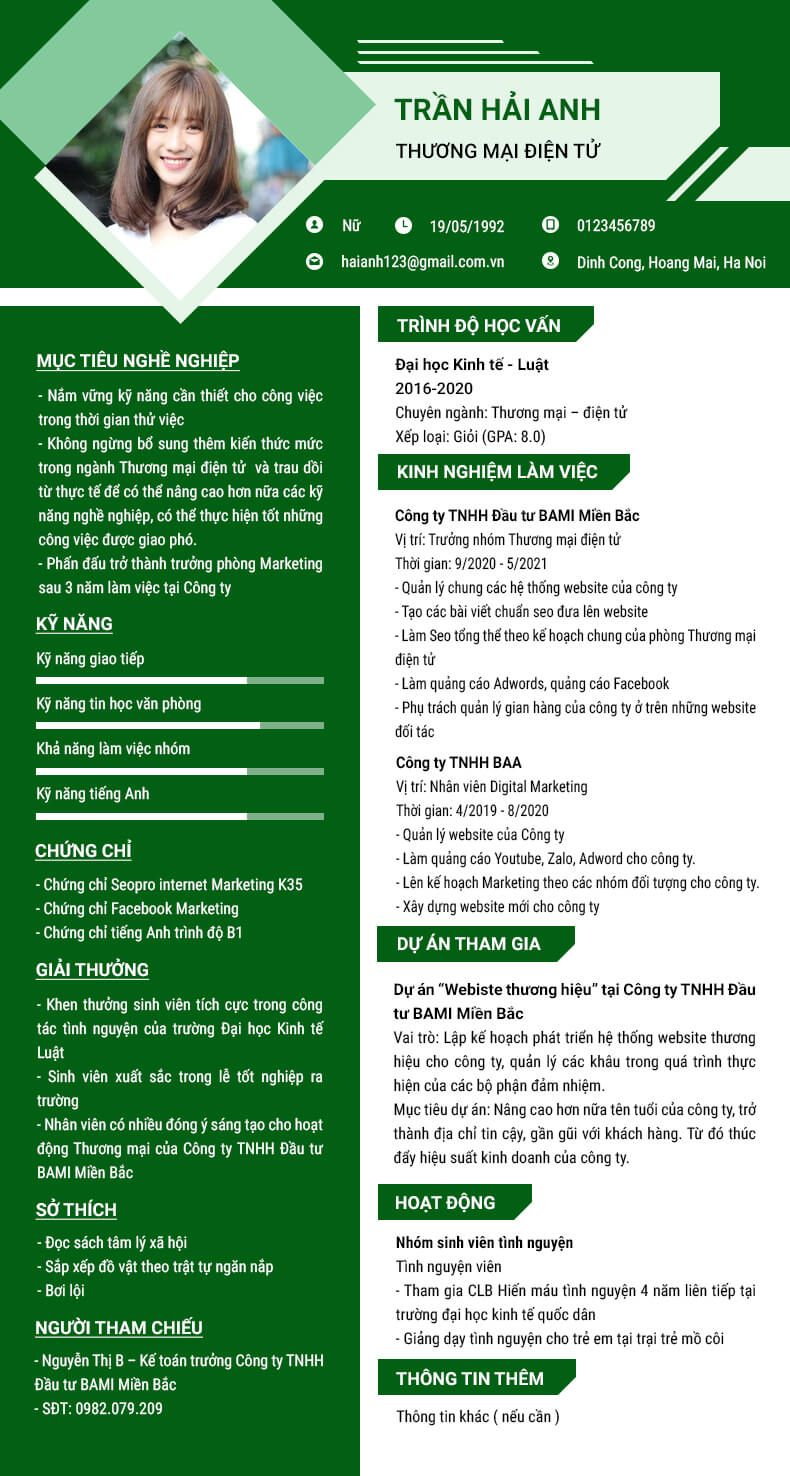 TRẦN HẢI ANH
THƯƠNG MẠI ĐIỆN TỬ
Nữ
19/05/1992
0123456789
haianh123@gmail.com.vn
Dinh Cong, Hoang Mai, Ha Noi
MỤC TIÊU NGHỀ NGHIỆP
- Nắm vững kỹ năng cần thiết cho công việc
trong thời gian thử việc
- Không ngừng bổ sung thêm kiến thức mức
trong ngành Thương mại điện tử và trau dồi
từ thực tế để có thể nâng cao hơn nữa các kỹ
năng nghề nghiệp, có thể thực hiện tốt những
công việc được giao phó.
- Phấn đấu trở thành trưởng phòng Marketing
sau 3 năm làm việc tại Công ty
KỸ NĂNG
Kỹ năng giao tiếp
Kỹ năng tin học văn phòng
Khả năng làm việc nhóm
Kỹ năng tiếng Anh
CHỨNG CHỈ
- Chứng chỉ Seopro internet Marketing K35
- Chứng chỉ Facebook Marketing
- Chứng chỉ tiếng Anh trình độ B1
GIẢI THƯỞNG
- Khen thưởng sinh viên tích cực trong công
tác tình nguyện của trường Đại học Kinh tế
Luật
- Sinh viên xuất sắc trong lễ tốt nghiệp ra
trường
- Nhân viên có nhiều đóng ý sáng tạo cho hoạt
động Thương mại của Công ty TNHH Đầu tư
BAMI Miền Bắc
SỞ THÍCH
- Đọc sách tâm lý xã hội
- Sắp xếp đồ vật theo trật tự ngăn nắp
- Bơi lội
NGƯỜI THAM CHIẾU
- Nguyễn Thị B – Kế toán trưởng Công ty TNHH
Đầu tư BAMI Miền Bắc
- SĐT: 0982.079.209
TRÌNH ĐỘ HỌC VẤN
Đại học Kinh tế - Luật
2016-2020
Chuyên ngành: Thương mại – điện tử
Xếp loại: Giỏi (GPA: 8.0)
KINH NGHIỆM LÀM VIỆC
Công ty TNHH Đầu tư BAMI Miền Bắc
Vị trí: Trưởng nhóm Thương mại điện tử
Thời gian: 9/2020 - 5/2021
- Quản lý chung các hệ thống website của công ty
- Tạo các bài viết chuẩn seo đưa lên website
- Làm Seo tổng thể theo kế hoạch chung của phòng Thương mại
điện tử
- Làm quảng cáo Adwords, quảng cáo Facebook
- Phụ trách quản lý gian hàng của công ty ở trên những website
đối tác
Công ty TNHH BAA
Vị trí: Nhân viên Digital Marketing
Thời gian: 4/2019 - 8/2020
- Quản lý website của Công ty
- Làm quảng cáo Youtube, Zalo, Adword cho công ty.
- Lên kế hoạch Marketing theo các nhóm đối tượng cho công ty.
- Xây dựng website mới cho công ty
DỰ ÁN THAM GIA
Dự án “Webiste thương hiệu” tại Công ty TNHH Đầu
tư BAMI Miền Bắc
Vai trò: Lập kế hoạch phát triển hệ thống website thương
hiệu cho công ty, quản lý các khâu trong quá trình thực
hiện của các bộ phận đảm nhiệm.
Mục tiêu dự án: Nâng cao hơn nữa tên tuổi của công ty, trở
thành địa chỉ tin cậy, gần gũi với khách hàng. Từ đó thúc
đẩy hiệu suất kinh doanh của công ty.
HOẠT ĐỘNG
Nhóm sinh viên tình nguyện
Tình nguyện viên
- Tham gia CLB Hiến máu tình nguyện 4 năm liên tiếp tại
trường đại học kinh tế quốc dân
- Giảng dạy tình nguyện cho trẻ em tại trại trẻ mồ côi
THÔNG TIN THÊM
Thông tin khác ( nếu cần )